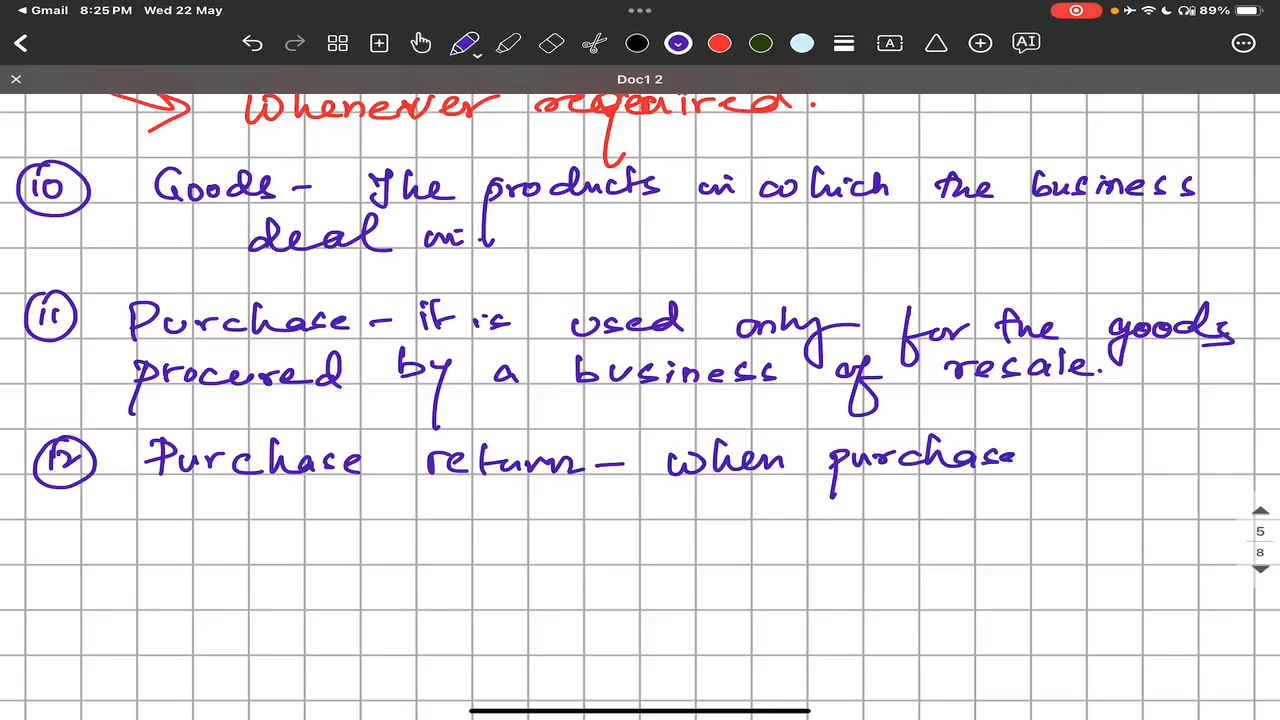 Gmail 8:25 PM Wed 22 May 89%
A AI
Doc1 2
Whenever required.
10 Goods - The products in which the business
deal in
11 Purchase - it is used only for the goods
procured by a business of resale.
12 Purchase return - when purchase
5
8